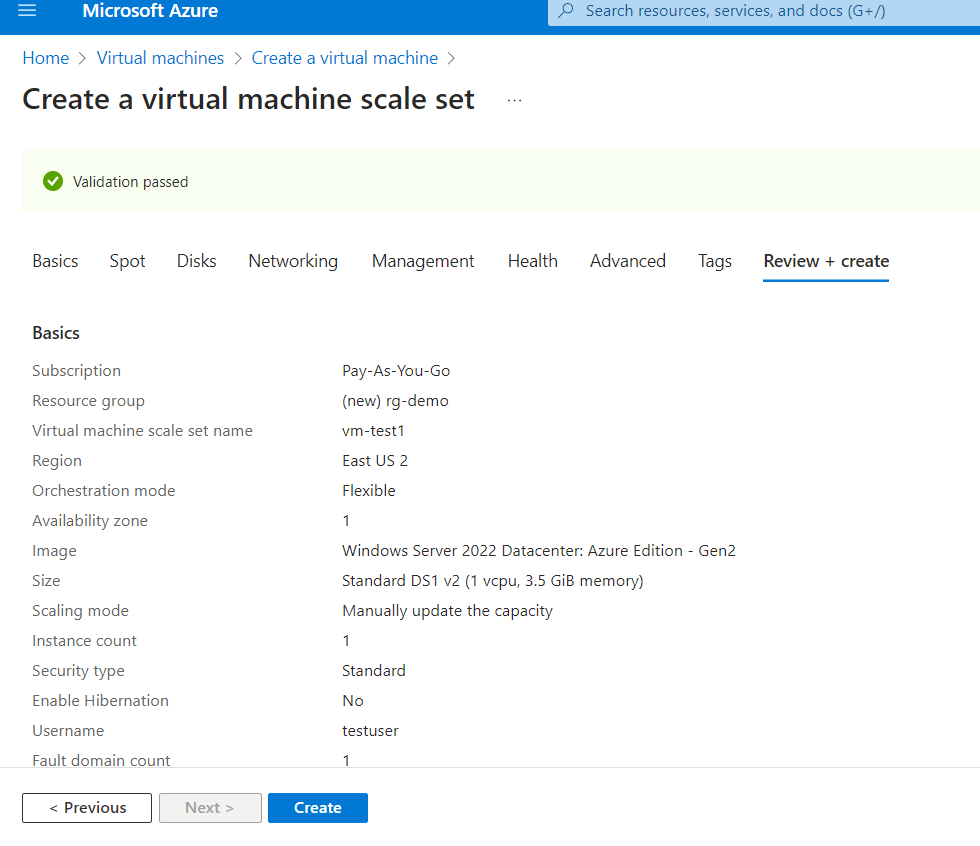 Microsoft Azure
Search resources, services, and docs (G+/)
Home > Virtual machines > Create a virtual machine >
Create a virtual machine scale set ...
Validation passed
Basics Spot Disks Networking Management Health Advanced Tags Review + create
Basics
Subscription Pay-As-You-Go
Resource group (new) rg-demo
Virtual machine scale set name vm-test1
Region East US 2
Orchestration mode Flexible
Availability zone 1
Image Windows Server 2022 Datacenter: Azure Edition - Gen2
Size Standard DS1 v2 (1 vcpu, 3.5 GiB memory)
Scaling mode Manually update the capacity
Instance count 1
Security type Standard
Enable Hibernation No
Username testuser
Fault domain count 1
< Previous Next > Create